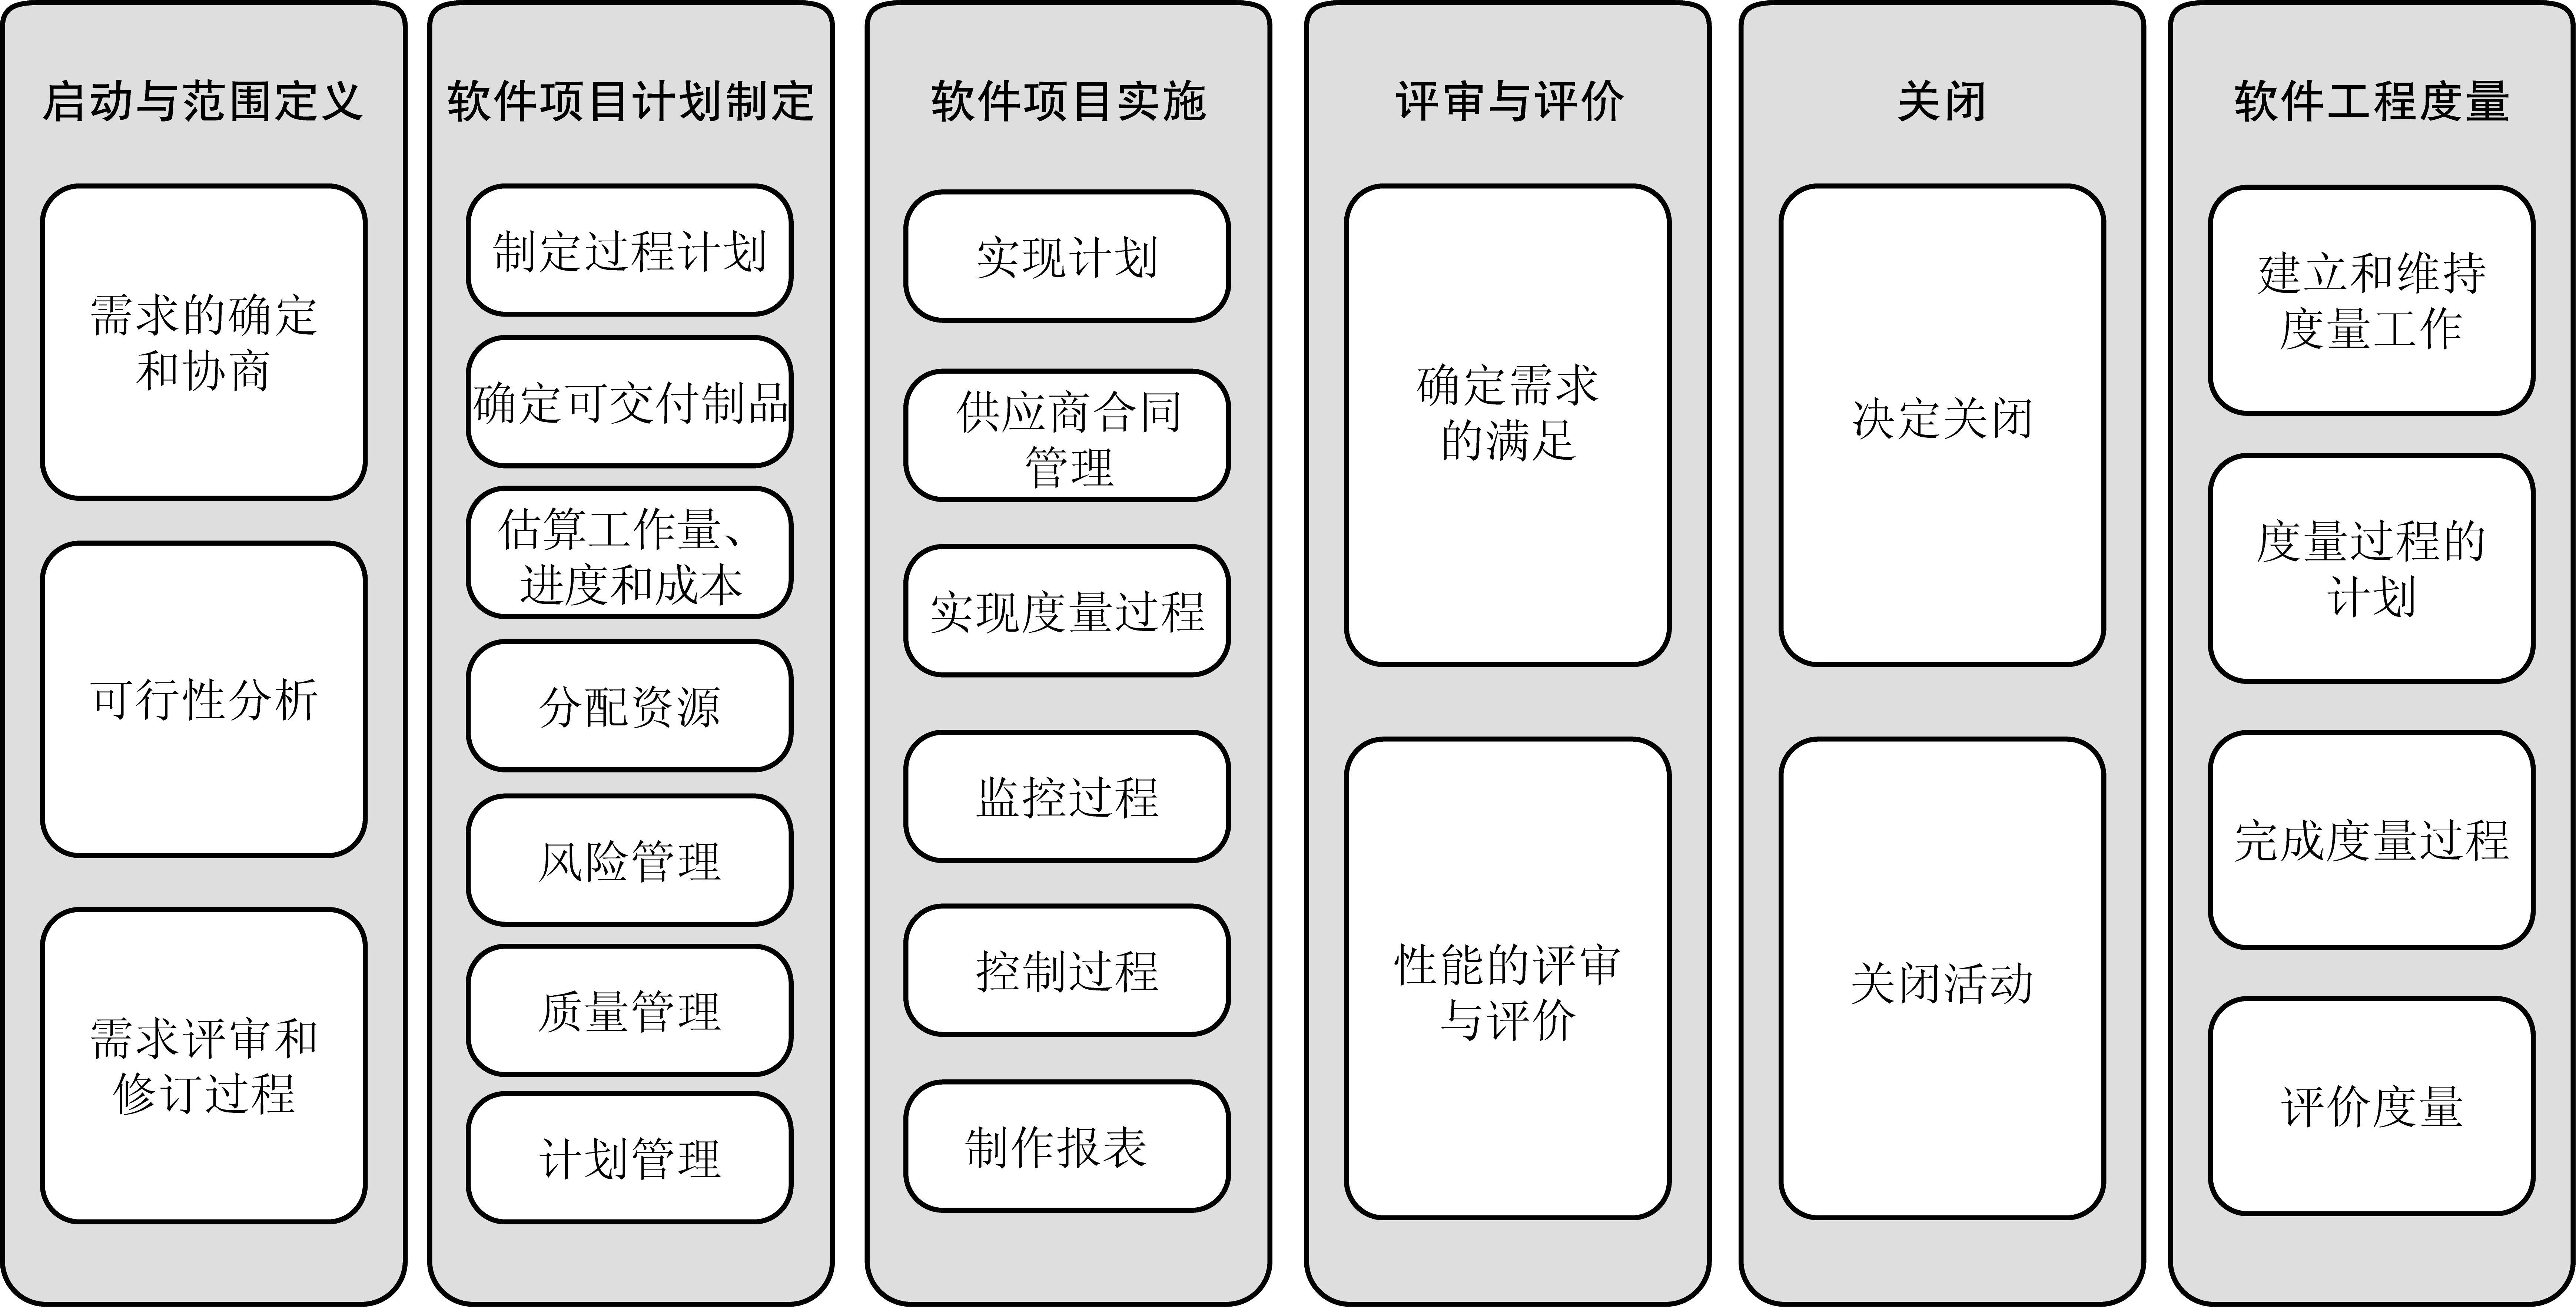 启动与范围定义
需求的确定
和协商
可行性分析
需求评审和
修订过程
软件项目计划制定
制定过程计划
确定可交付制品
估算工作量、
进度和成本
分配资源
风险管理
质量管理
计划管理
软件项目实施
实现计划
供应商合同
管理
实现度量过程
监控过程
控制过程
制作报表
评审与评价
确定需求
的满足
性能的评审
与评价
关闭
决定关闭
关闭活动
软件工程度量
建立和维持
度量工作
度量过程的
计划
完成度量过程
评价度量